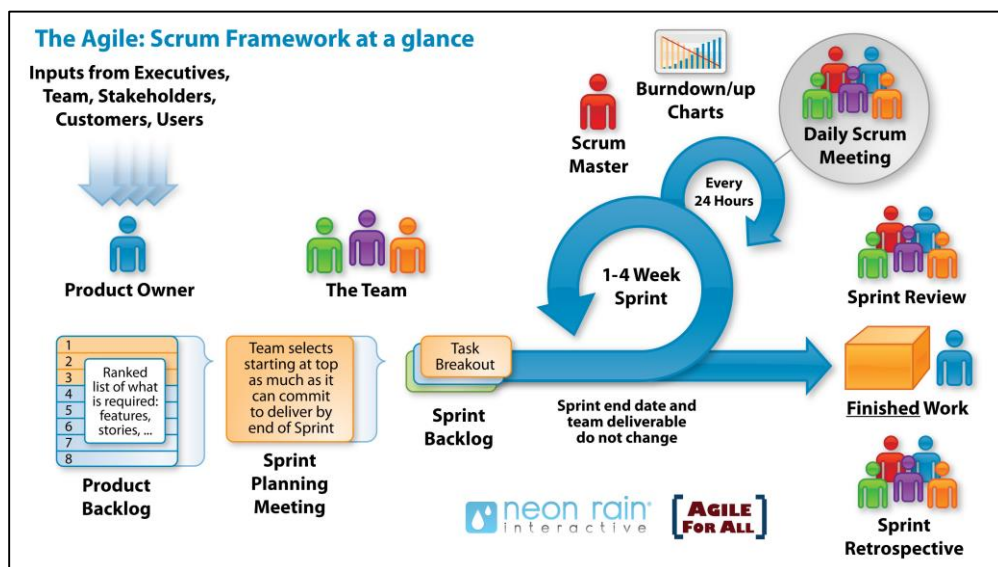 The Agile: Scrum Framework at a glance
Inputs from Executives,
Team, Stakeholders,
Customers, Users
Product Owner
The Team
Scrum
Master
Burndown/up
Charts
Daily Scrum
Meeting
Every
24 Hours
1-4 Week
Sprint
Sprint Review
1
2
3
4
5
6
7
8
Ranked
list of what
is required:
features,
stories, ...
Product
Backlog
Team selects
starting at top
as much as it
can commit
to deliver by
end of Sprint
Sprint
Planning
Meeting
Task
Breakout
Sprint
Backlog
Sprint end date and
team deliverable
do not change
Finished Work
Sprint
Retrospective
neon rain
interactive
AGILE
FOR ALL